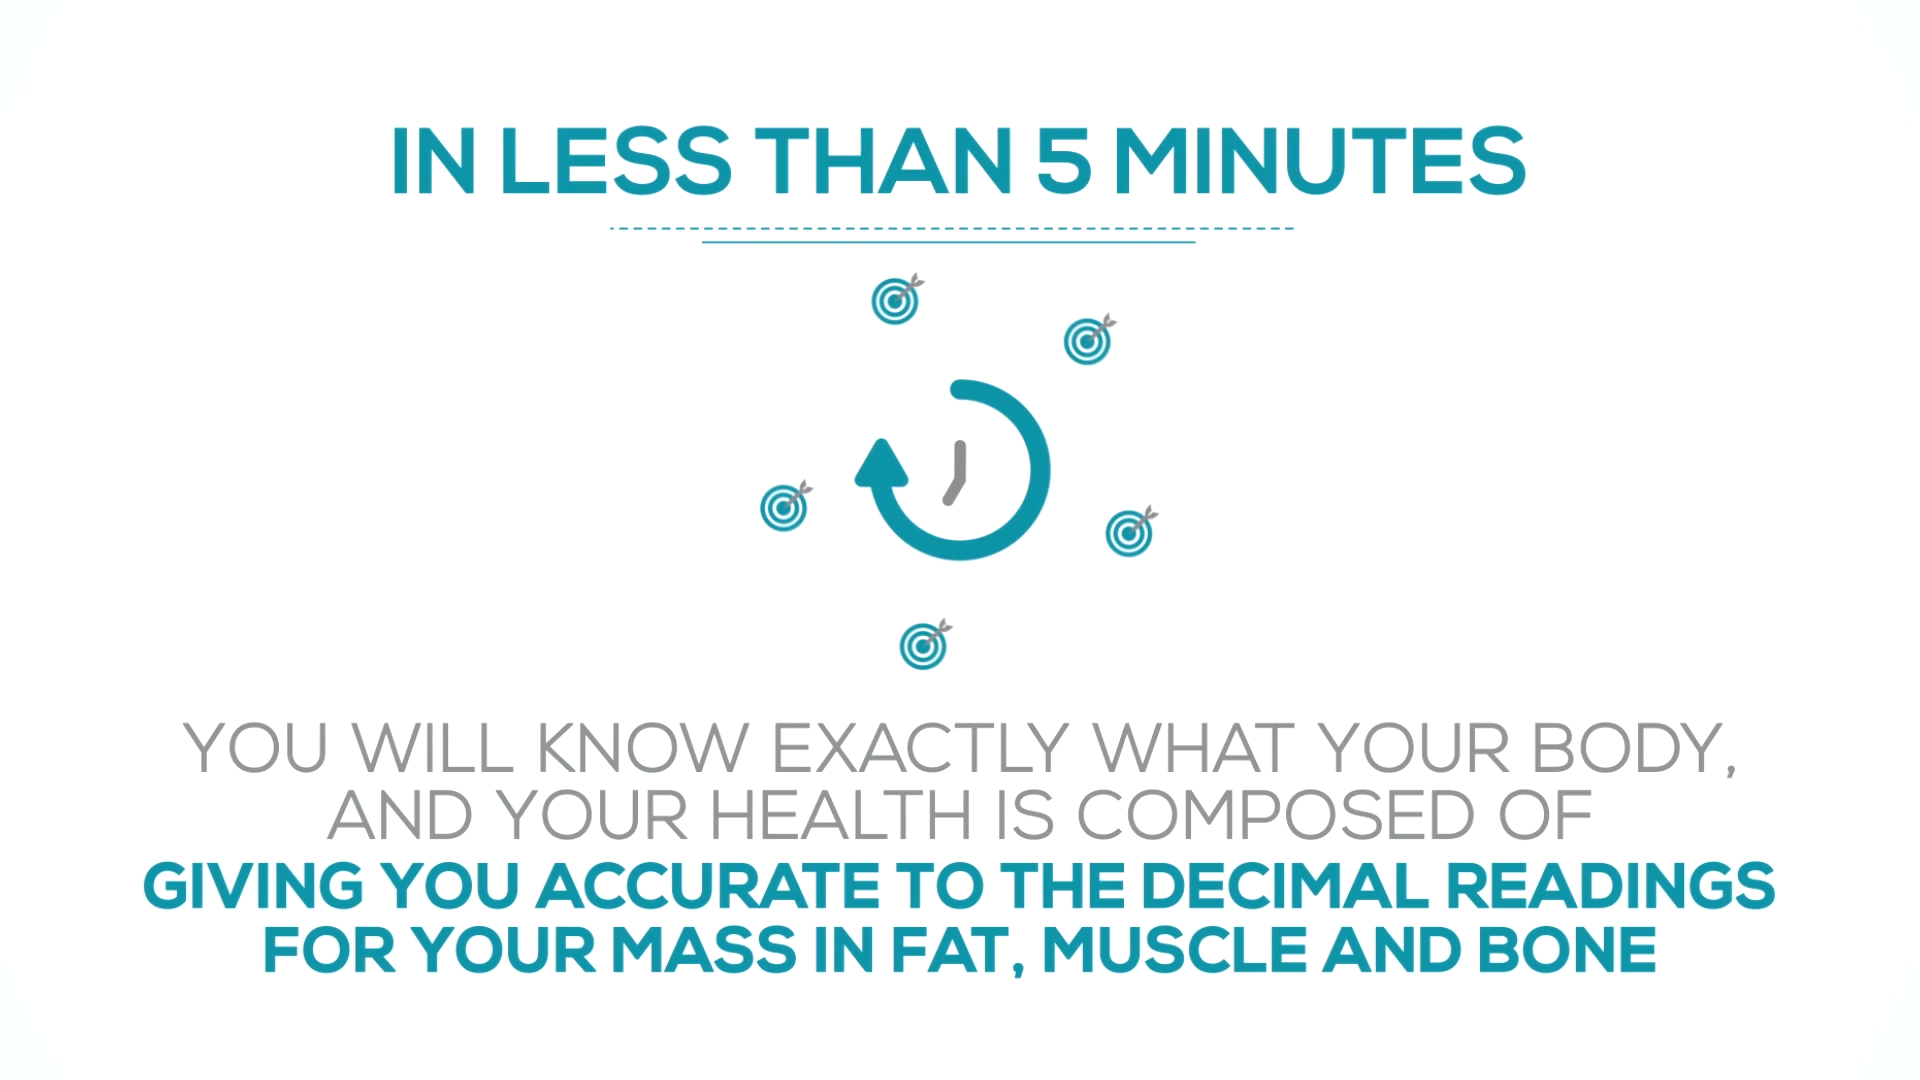 IN LESS THAN 5 MINUTES
YOU WILL KNOW EXACTLY WHAT YOUR BODY,
AND YOUR HEALTH IS COMPOSED OF
GIVING YOU ACCURATE TO THE DECIMAL READINGS
FOR YOUR MASS IN FAT, MUSCLE AND BONE